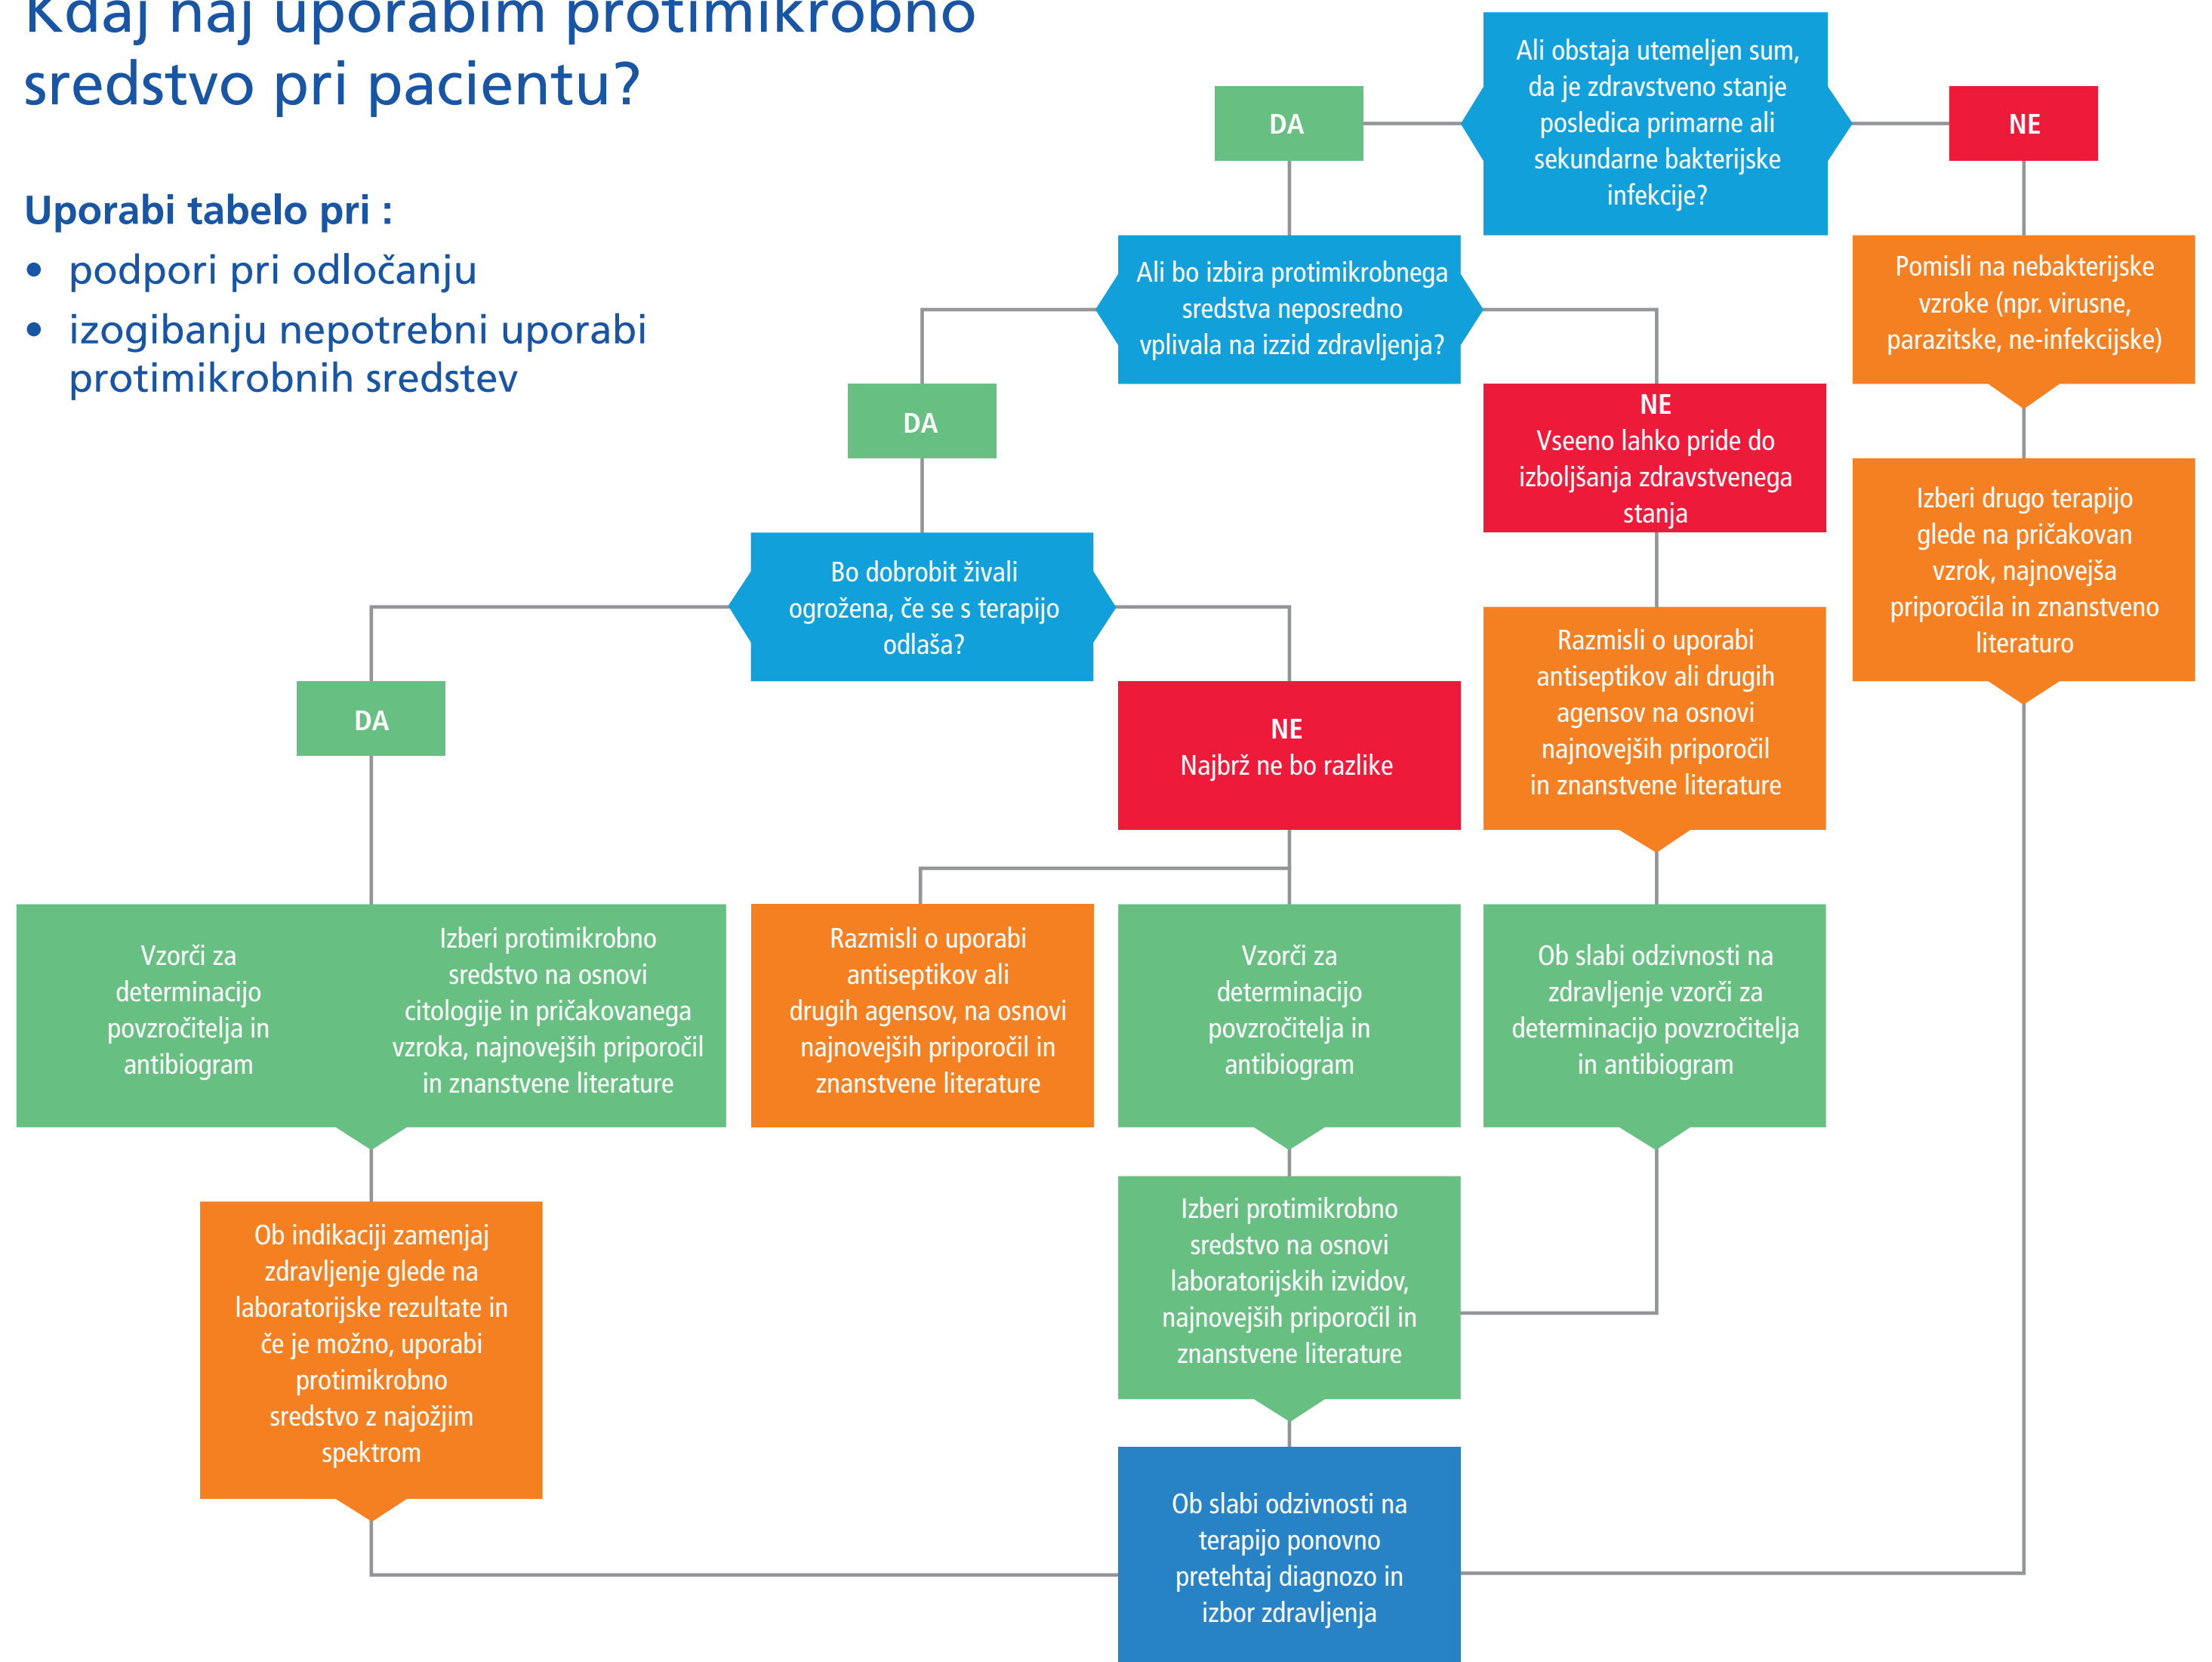 Kdaj naj uporabim protimikrobno
sredstvo pri pacientu?
Uporabi tabelo pri :
• podpori pri odločanju
• izogibanju nepotrebni uporabi
protimikrobnih sredstev
Ali obstaja utemeljen sum,
da je zdravstveno stanje
posledica primarne ali
sekundarne bakterijske
infekcije?
DA
NE
Ali bo izbira protimikrobnega
sredstva neposredno
vplivala na izzid zdravljenja?
Pomisli na nebakterijske
vzroke (npr. virusne,
parazitske, ne-infekcijske)
DA
NE
Vseeno lahko pride do
izboljšanja zdravstvenega
stanja
Izberi drugo terapijo
glede na pričakovan
vzrok, najnovejša
priporočila in znanstveno
literaturo
Bo dobrobit živali
ogrožena, če se s terapijo
odlaša?
Razmisli o uporabi
antiseptikov ali drugih
agensov na osnovi
najnovejših priporočil
in znanstvene literature
DA
NE
Najbrž ne bo razlike
Vzorči za
determinacijo
povzročitelja in
antibiogram
Izberi protimikrobno
sredstvo na osnovi
citologije in pričakovanega
vzroka, najnovejših priporočil
in znanstvene literature
Razmisli o uporabi
antiseptikov ali
drugih agensov, na osnovi
najnovejših priporočil in
znanstvene literature
Vzorči za
determinacijo
povzročitelja in
antibiogram
Ob slabi odzivnosti na
zdravljenje vzorči za
determinacijo povzročitelja
in antibiogram
Ob indikaciji zamenjaj
zdravljenje glede na
laboratorijske rezultate in
če je možno, uporabi
protimikrobno
sredstvo z najožjim
spektrom
Izberi protimikrobno
sredstvo na osnovi
laboratorijskih izvidov,
najnovejših priporočil in
znanstvene literature
Ob slabi odzivnosti na
terapijo ponovno
pretehtaj diagnozo in
izbor zdravljenja